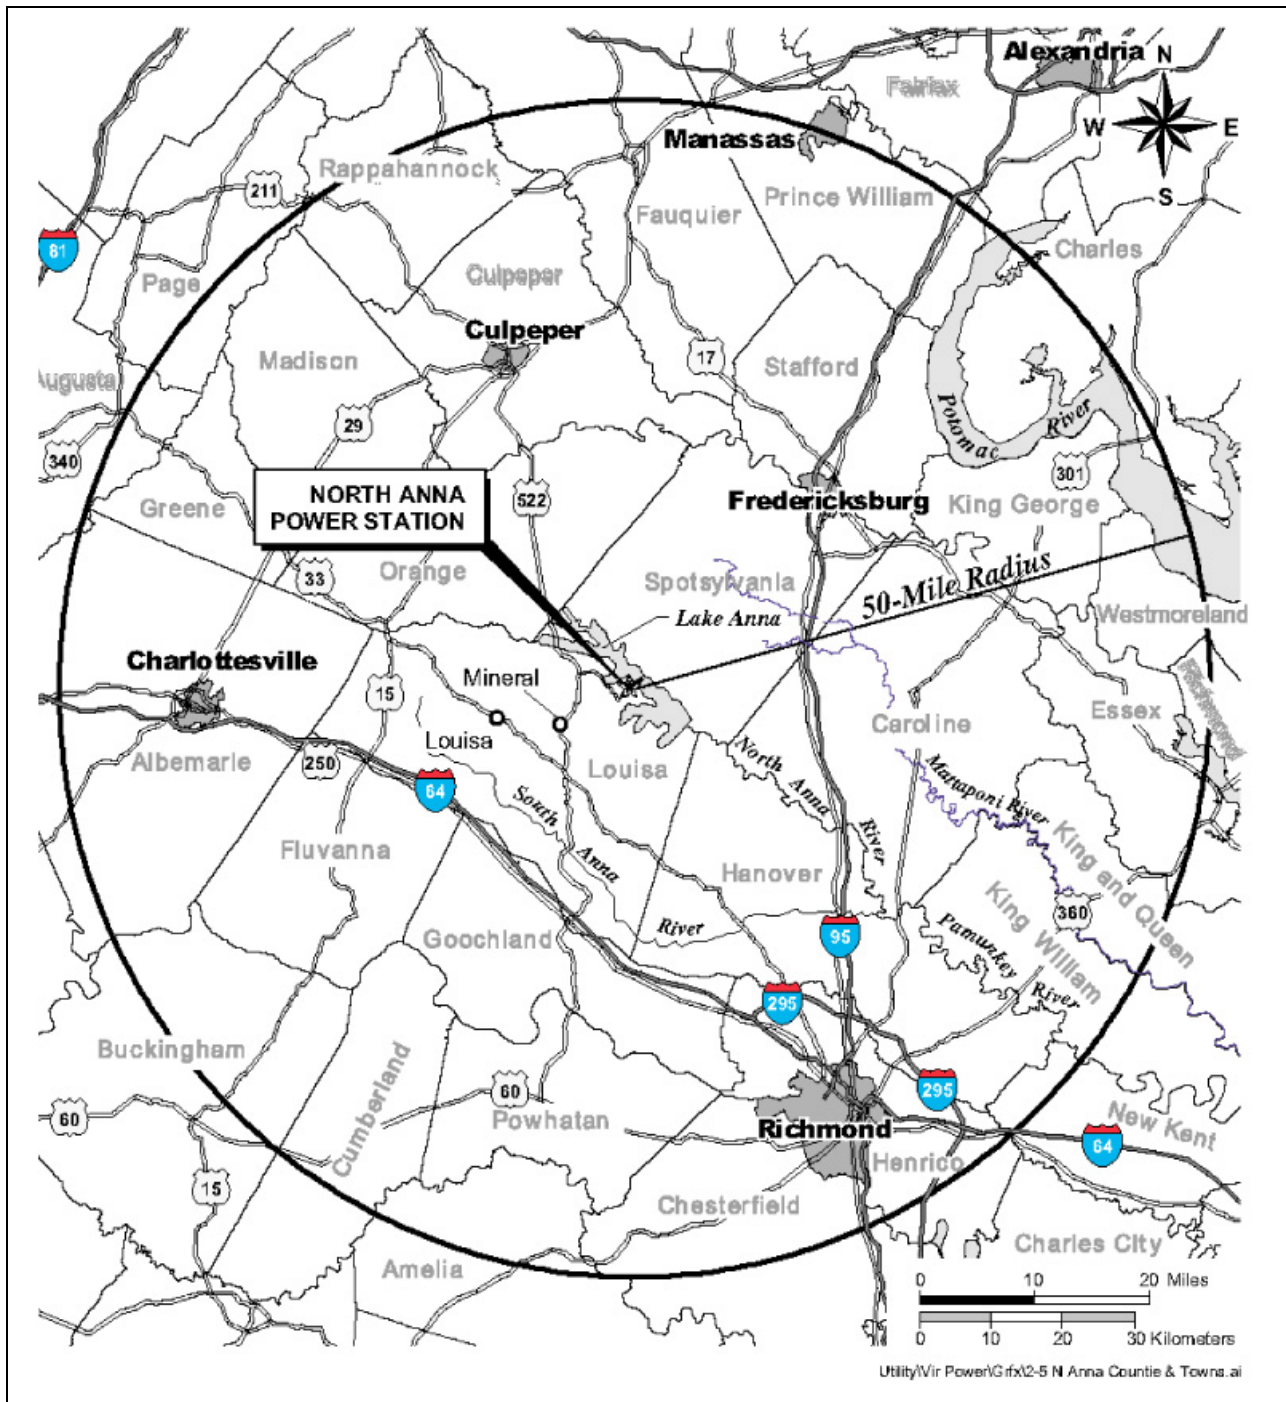 Alexandria
N
Fairfax
W
E
Manassas
S
Rappahannock
211
Prince William
Fauquier
81
Charles
Culpeper
Page
Culpeper
17
Madison
Stafford
Augusta
Potomac
River
29
340
301
NORTH ANNA
POWER STATION
522
Fredericksburg
King George
Greene
33
Orange
Spotsylvania
50-Mile Radius
Lake Anna
Westmoreland
Charlottesville
Mineral
15
Richmond
Essex
Caroline
Louisa
Albemarle
250
Louisa
North Anna
River
Mattaponi River
64
South
Anna
River
Fluvanna
Hanover
King and Queen
King William
360
Goochland
95
Pamunkey
River
295
Buckingham
Cumberland
60
295
60
Powhatan
New Kent
Richmond
64
Henrico
15
Chesterfield
Charles City
Amelia
0 10 20 Miles
0 10 20 30 Kilometers
Utility\Vir Power\Grfx\2-5 N Anna Countie & Towns.ai